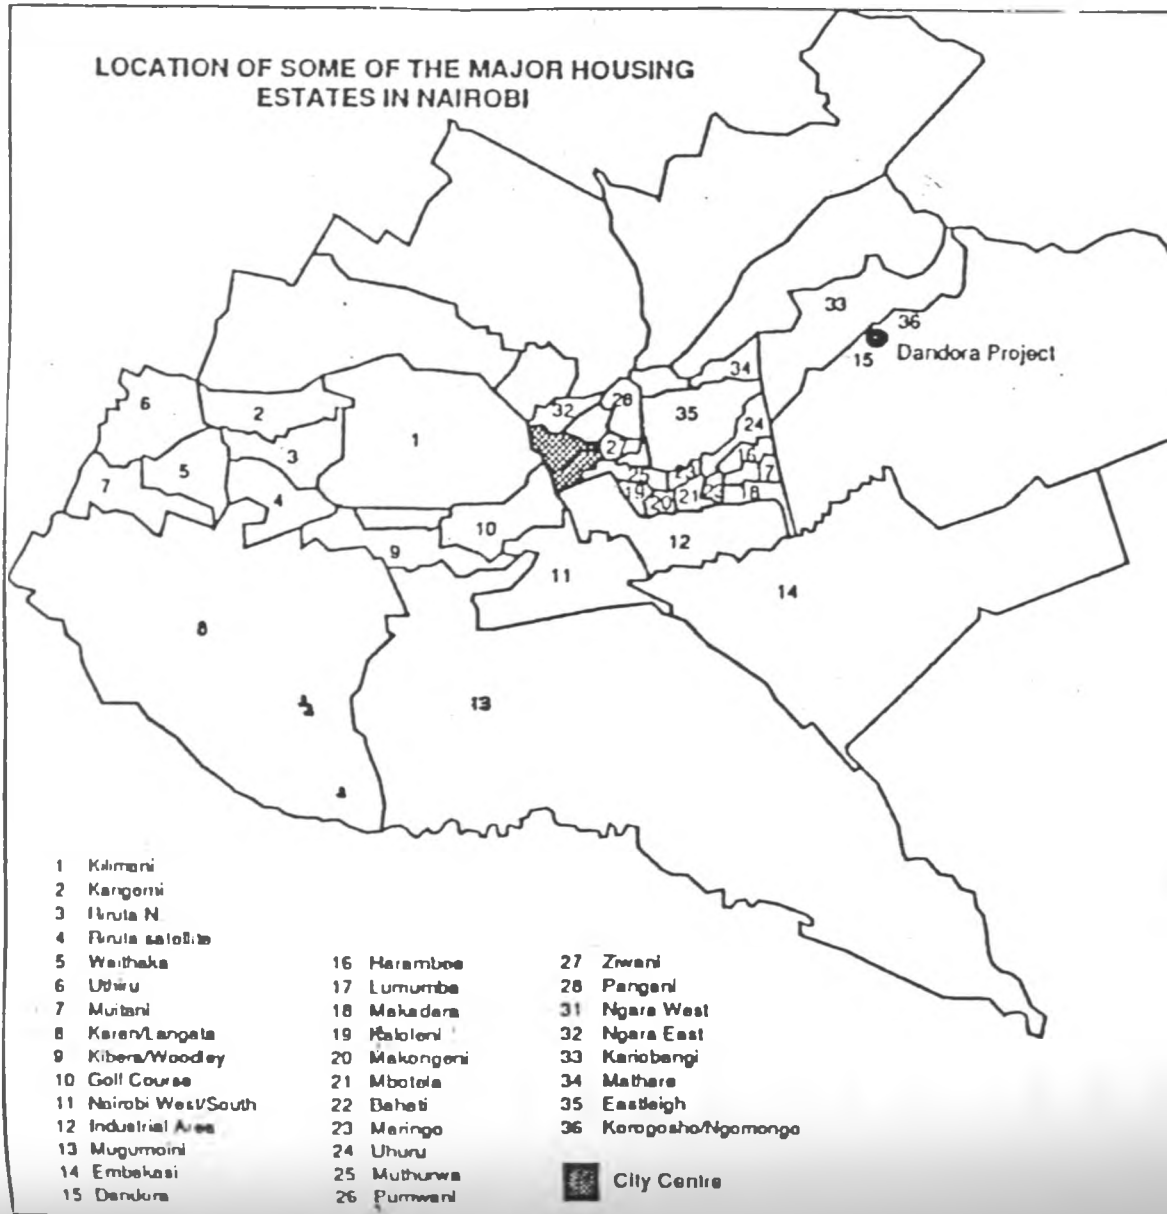 LOCATION OF SOME OF THE MAJOR HOUSING
ESTATES IN NAIROBI
33
36
15
Dandora Project
34
6
2
32
28
35
24
1
3
2
5
16
7
7
4
19
20
21
18
10
12
9
11
14
8
13
1 Kilimani
2 Kangemi
3 Riruta N.
4 Riruta satellite
5 Waithaka
6 Uthiru
7 Muitani
8 Karen/Langata
9 Kibera/Woodley
10 Golf Course
11 Nairobi West/South
12 Industrial Area
13 Mugumoini
14 Embakasi
15 Dandora
16 Harambee
17 Lumumba
18 Makadara
19 Kaloleni
20 Makongeni
21 Mbotela
22 Bahati
23 Maringo
24 Uhuru
25 Muthurwa
26 Pumwani
27 Ziwani
28 Pangani
31 Ngara West
32 Ngara East
33 Kariobangi
34 Mathare
35 Eastleigh
36 Korogosho/Ngomongo
City Centre